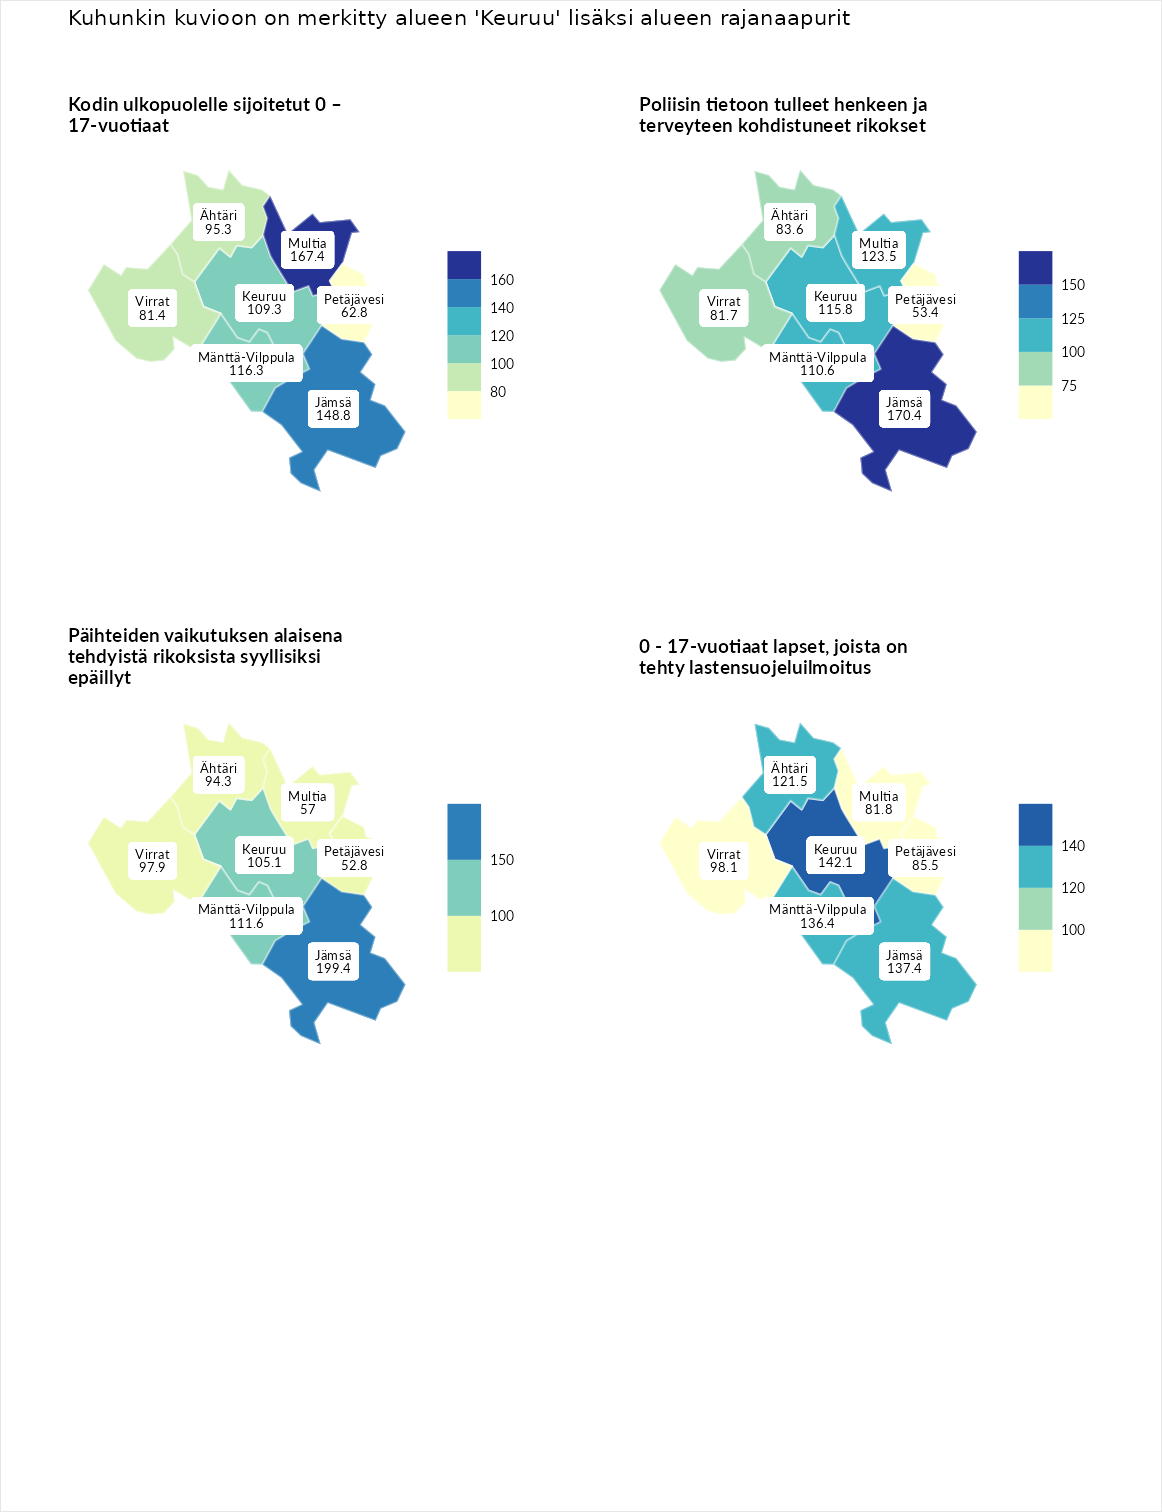 Kuhunkin kuvioon on merkitty alueen 'Keuruu' lisäksi alueen rajanaapurit
Kodin ulkopuolelle sijoitetut 0 –
17-vuotiaat
Ähtäri
95.3
Multia
167.4
Virrat
81.4
Keuruu
109.3
Petäjävesi
62.8
Mänttä-Vilppula
116.3
Jämsä
148.8
160
140
120
100
80
Poliisin tietoon tulleet henkeen ja
terveyteen kohdistuneet rikokset
Ähtäri
83.6
Multia
123.5
Virrat
81.7
Keuruu
115.8
Petäjävesi
53.4
Mänttä-Vilppula
110.6
Jämsä
170.4
150
125
100
75
Päihteiden vaikutuksen alaisena
tehdyistä rikoksista syyllisiksi
epäillyt
Ähtäri
94.3
Multia
57
Virrat
97.9
Keuruu
105.1
Petäjävesi
52.8
Mänttä-Vilppula
111.6
Jämsä
199.4
150
100
0 - 17-vuotiaat lapset, joista on
tehty lastensuojeluilmoitus
Ähtäri
121.5
Multia
81.8
Virrat
98.1
Keuruu
142.1
Petäjävesi
85.5
Mänttä-Vilppula
136.4
Jämsä
137.4
140
120
100